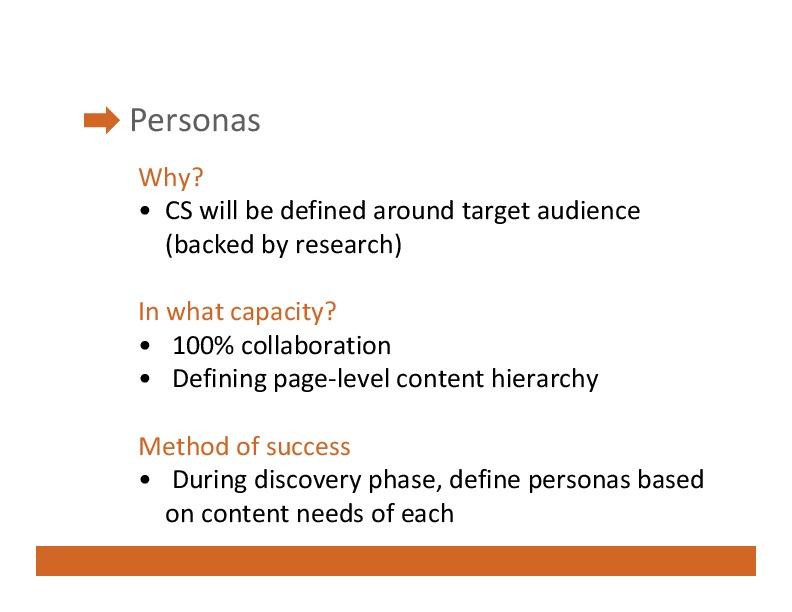 Personas
Why?
• CS will be defined around target audience
(backed by research)
In what capacity?
• 100% collaboration
• Defining page-level content hierarchy
Method of success
• During discovery phase, define personas based
on content needs of each